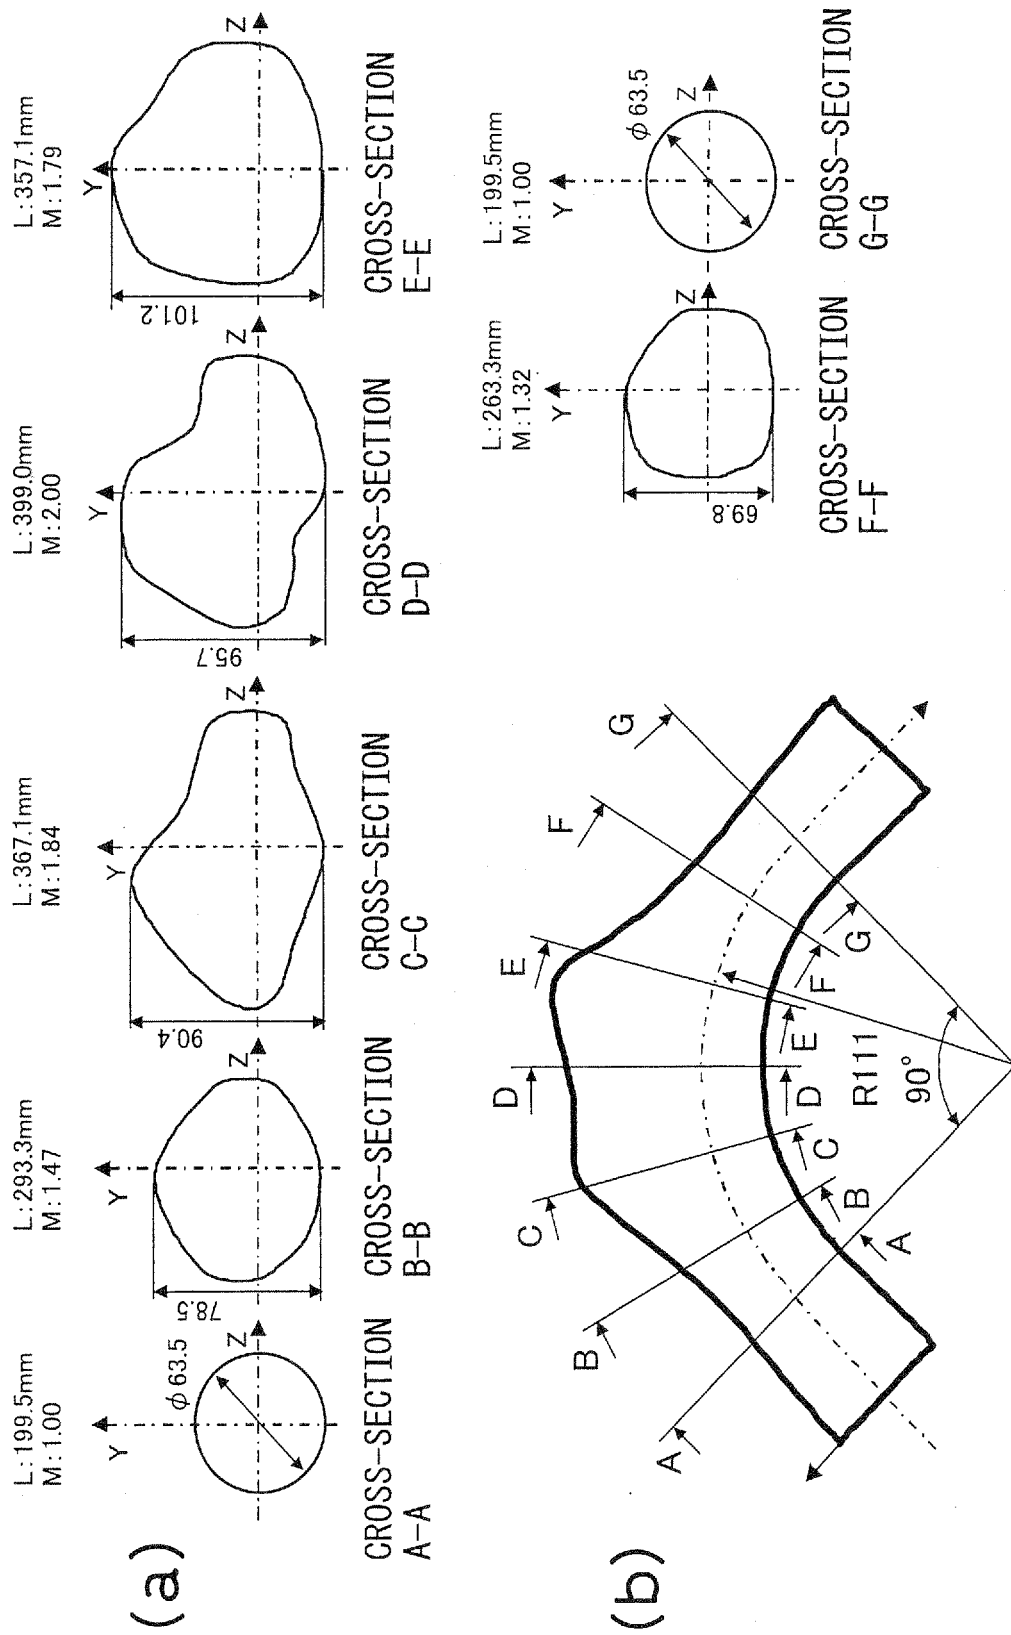 (a)
L:199.5mm
M:1.00
Y
Z
φ63.5
CROSS-SECTION
A-A
L:293.3mm
M:1.47
Y
Z
78.5
CROSS-SECTION
B-B
L:367.1mm
M:1.84
Y
Z
90.4
CROSS-SECTION
C-C
L:399.0mm
M:2.00
Y
Z
95.7
CROSS-SECTION
D-D
L:357.1mm
M:1.79
Y
Z
101.2
CROSS-SECTION
E-E
L:263.3mm
M:1.32
Y
Z
69.8
CROSS-SECTION
F-F
L:199.5mm
M:1.00
Y
Z
φ63.5
CROSS-SECTION
G-G
(b)
A
B
C
D
E
F
G
A
B
C
D
E
F
G
R111
90°